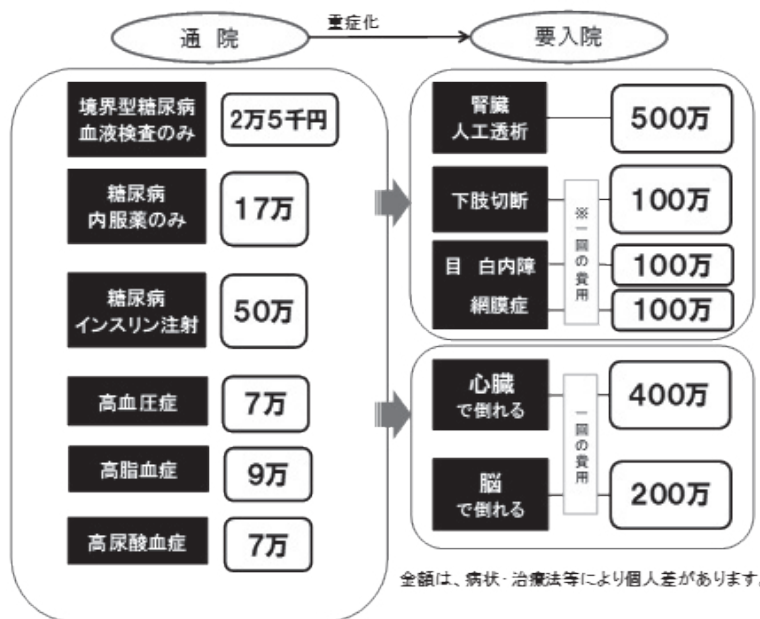 通 院
重症化
要入院
境界型糖尿病
血液検査のみ
2万5千円
糖尿病
内服薬のみ
17万
糖尿病
インスリン注射
50万
高血圧症
7万
高脂血症
9万
高尿酸血症
7万
腎臓
人工透析
500万
下肢切断
100万
※一回の費用
目 白内障
100万
網膜症
100万
心臓
で倒れる
400万
一回の費用
脳
で倒れる
200万
金額は、病状・治療法等により個人差があります。